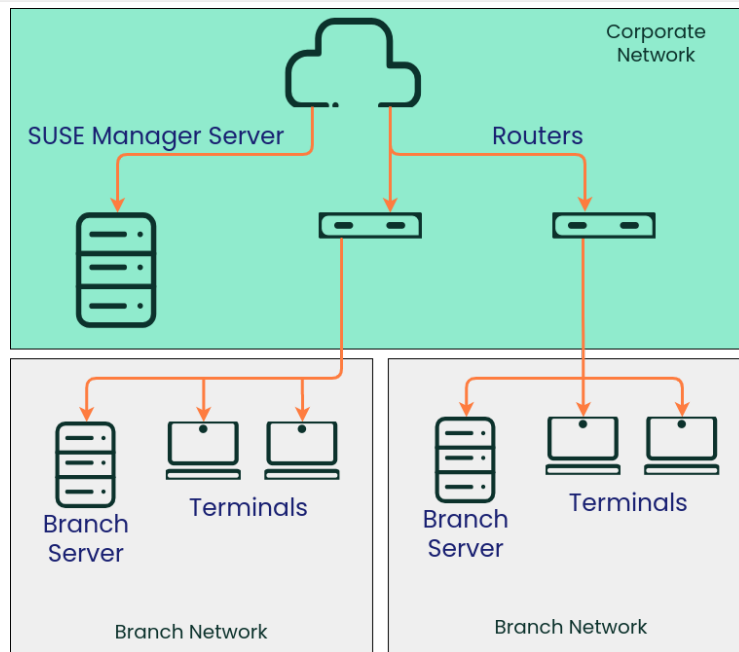 Corporate
Network
SUSE Manager Server
Routers
Branch
Server
Terminals
Branch Network
Branch
Server
Terminals
Branch Network